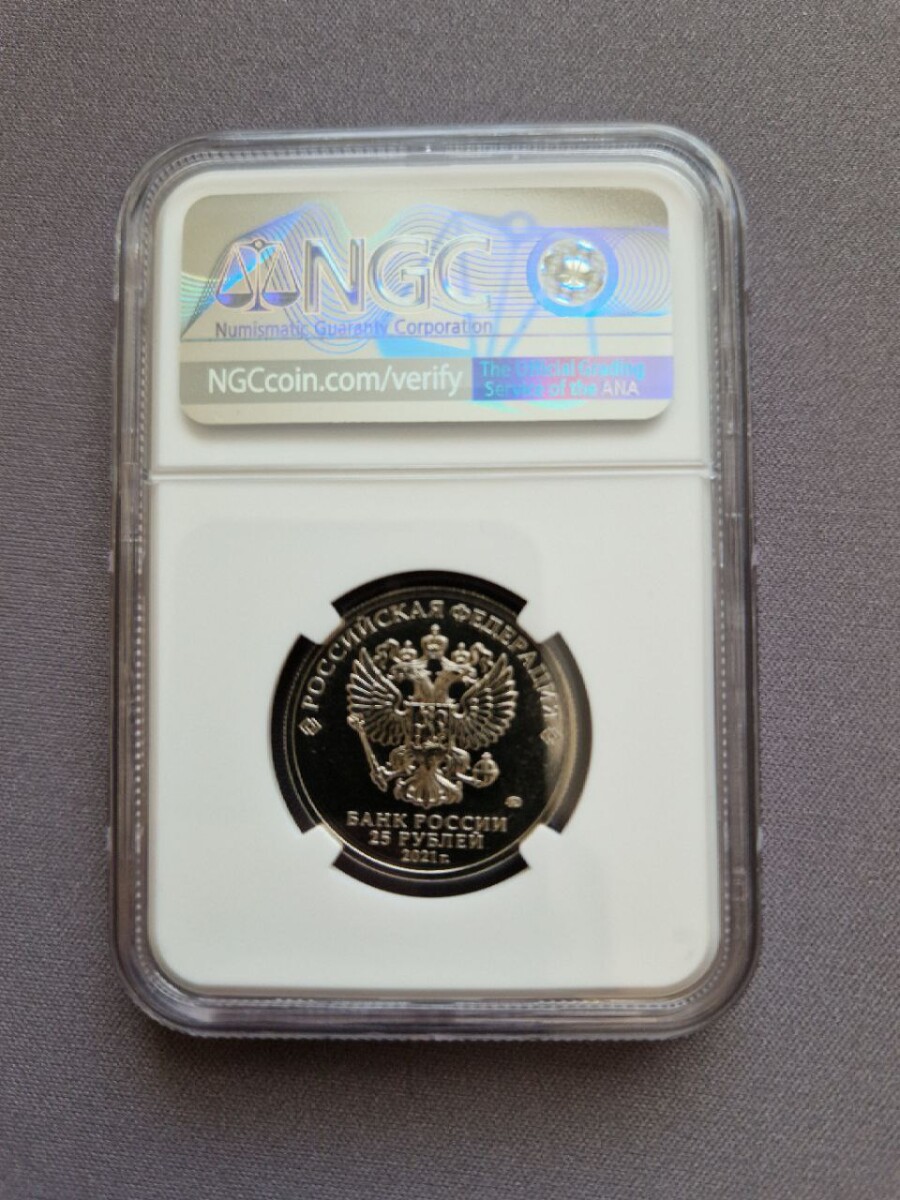 NGC
Numismatic Guaranty Corporation
NGCcoin.com/verify
The Official Grading
Service of the ANA
РОССИЙСКАЯ ФЕДЕРАЦИЯ
БАНК РОССИИ
25 РУБЛЕЙ
2021 г.